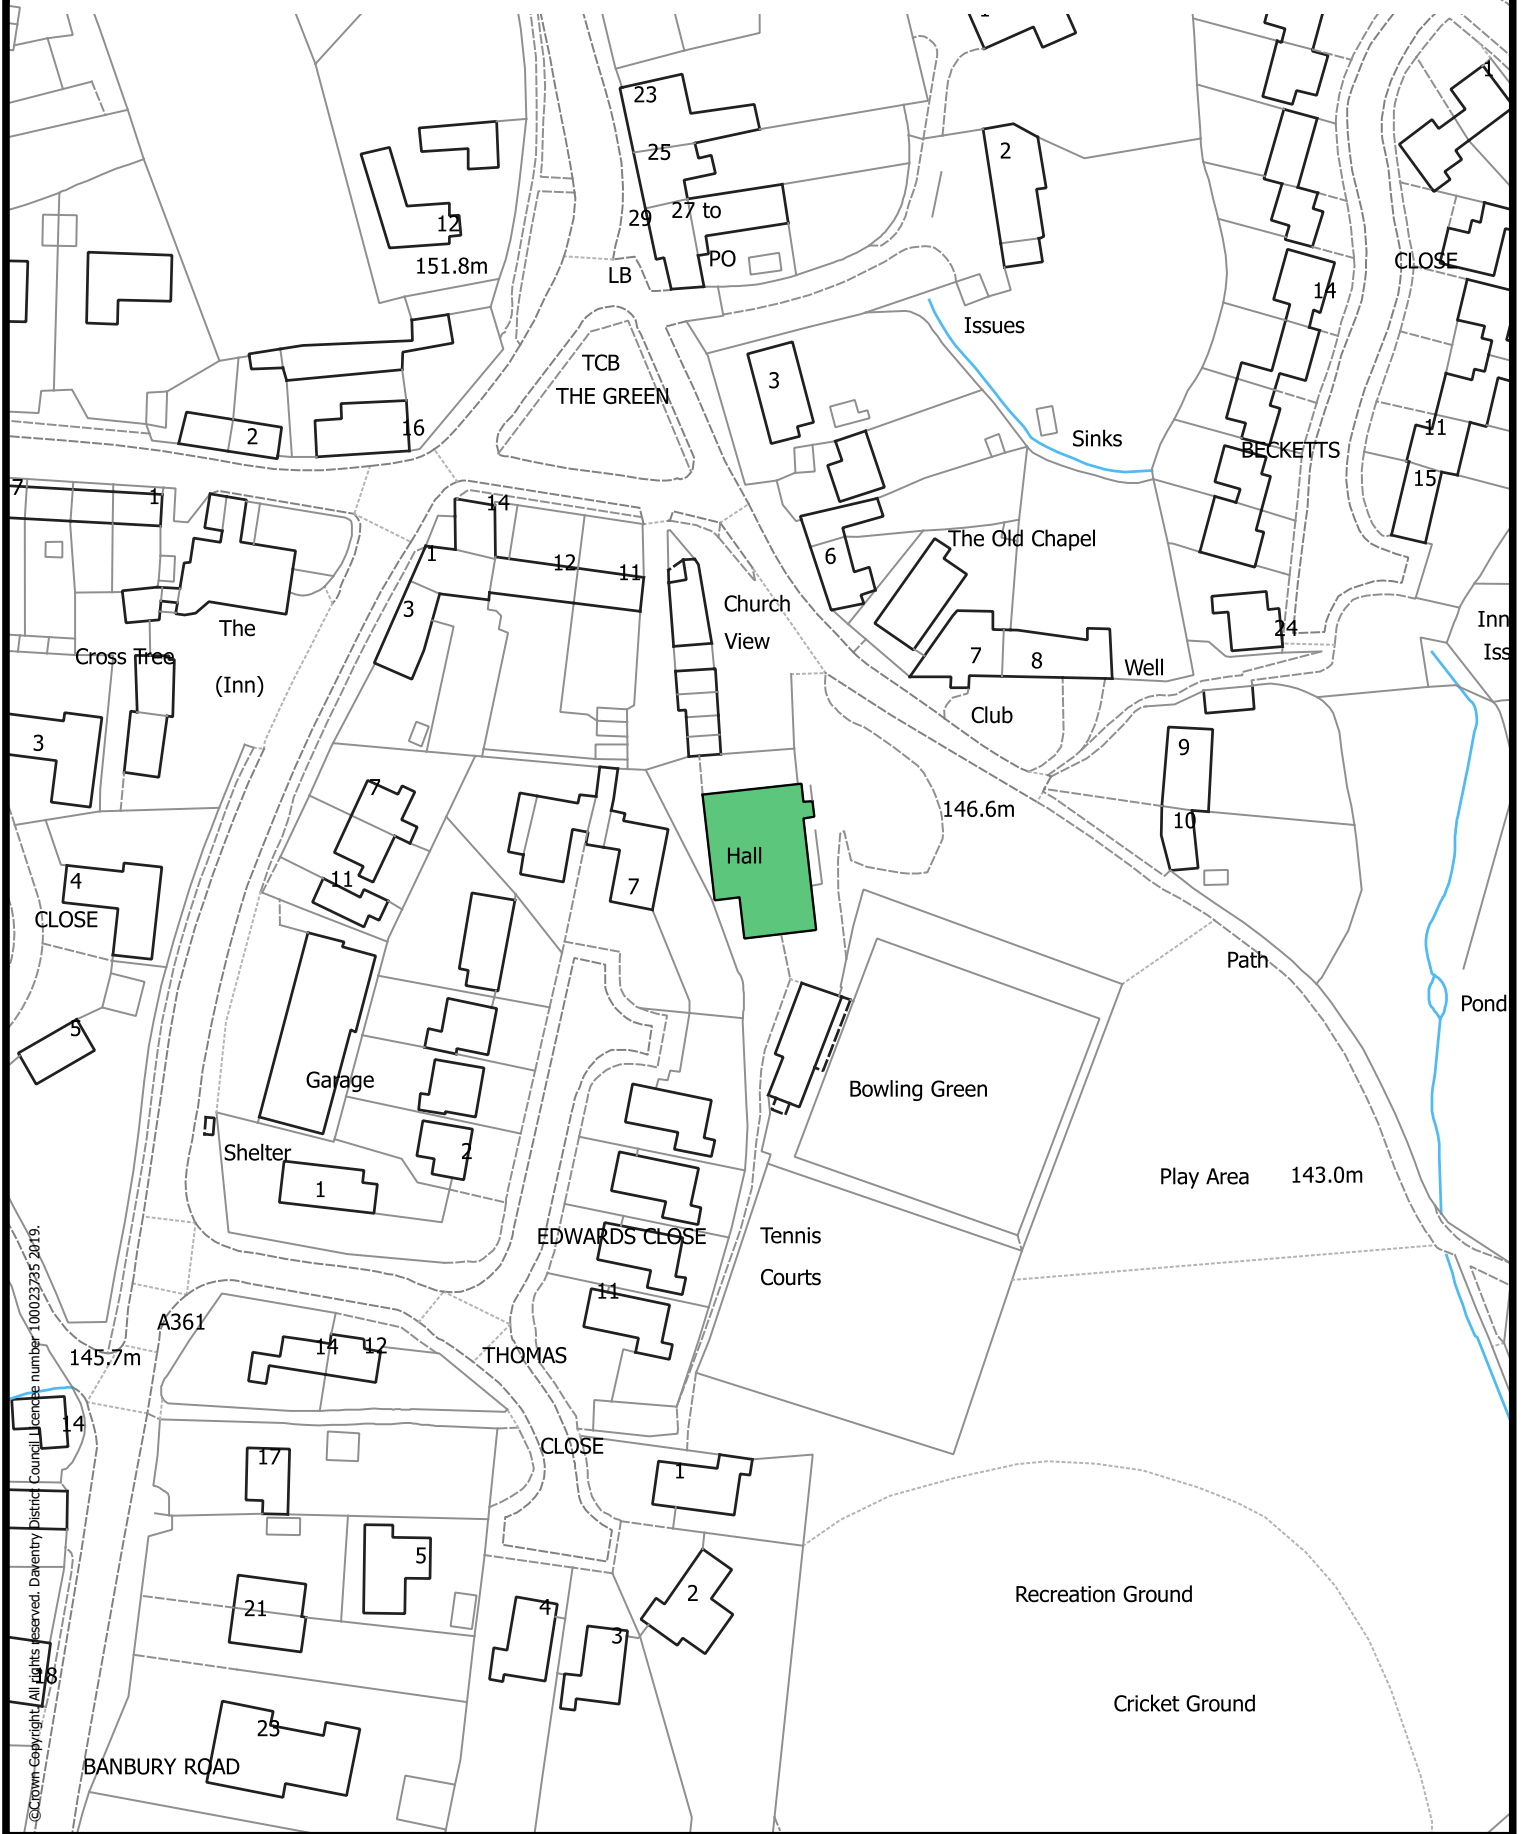 1
1
23
25
2
29
27 to
12
PO
CLOSE
151.8m
LB
14
Issues
TCB
3
THE GREEN
2
16
11
Sinks
BECKETTS
15
7
1
14
The Old Chapel
1
12
11
6
3
Church
View
The
24
Inn
Cross Tree
7
8
Well
Iss
(Inn)
Club
3
9
7
146.6m
10
Hall
4
11
7
CLOSE
Path
5
Pond
Garage
Bowling Green
Shelter
2
1
Play Area
143.0m
EDWARDS CLOSE
Tennis
Courts
11
A361
145.7m
14
12
THOMAS
14
17
CLOSE
1
5
21
4
2
3
Recreation Ground
18
Cricket Ground
23
BANBURY ROAD
©Crown Copyright. All rights reserved. Daventry District Council Licencee number 100023735 2019.